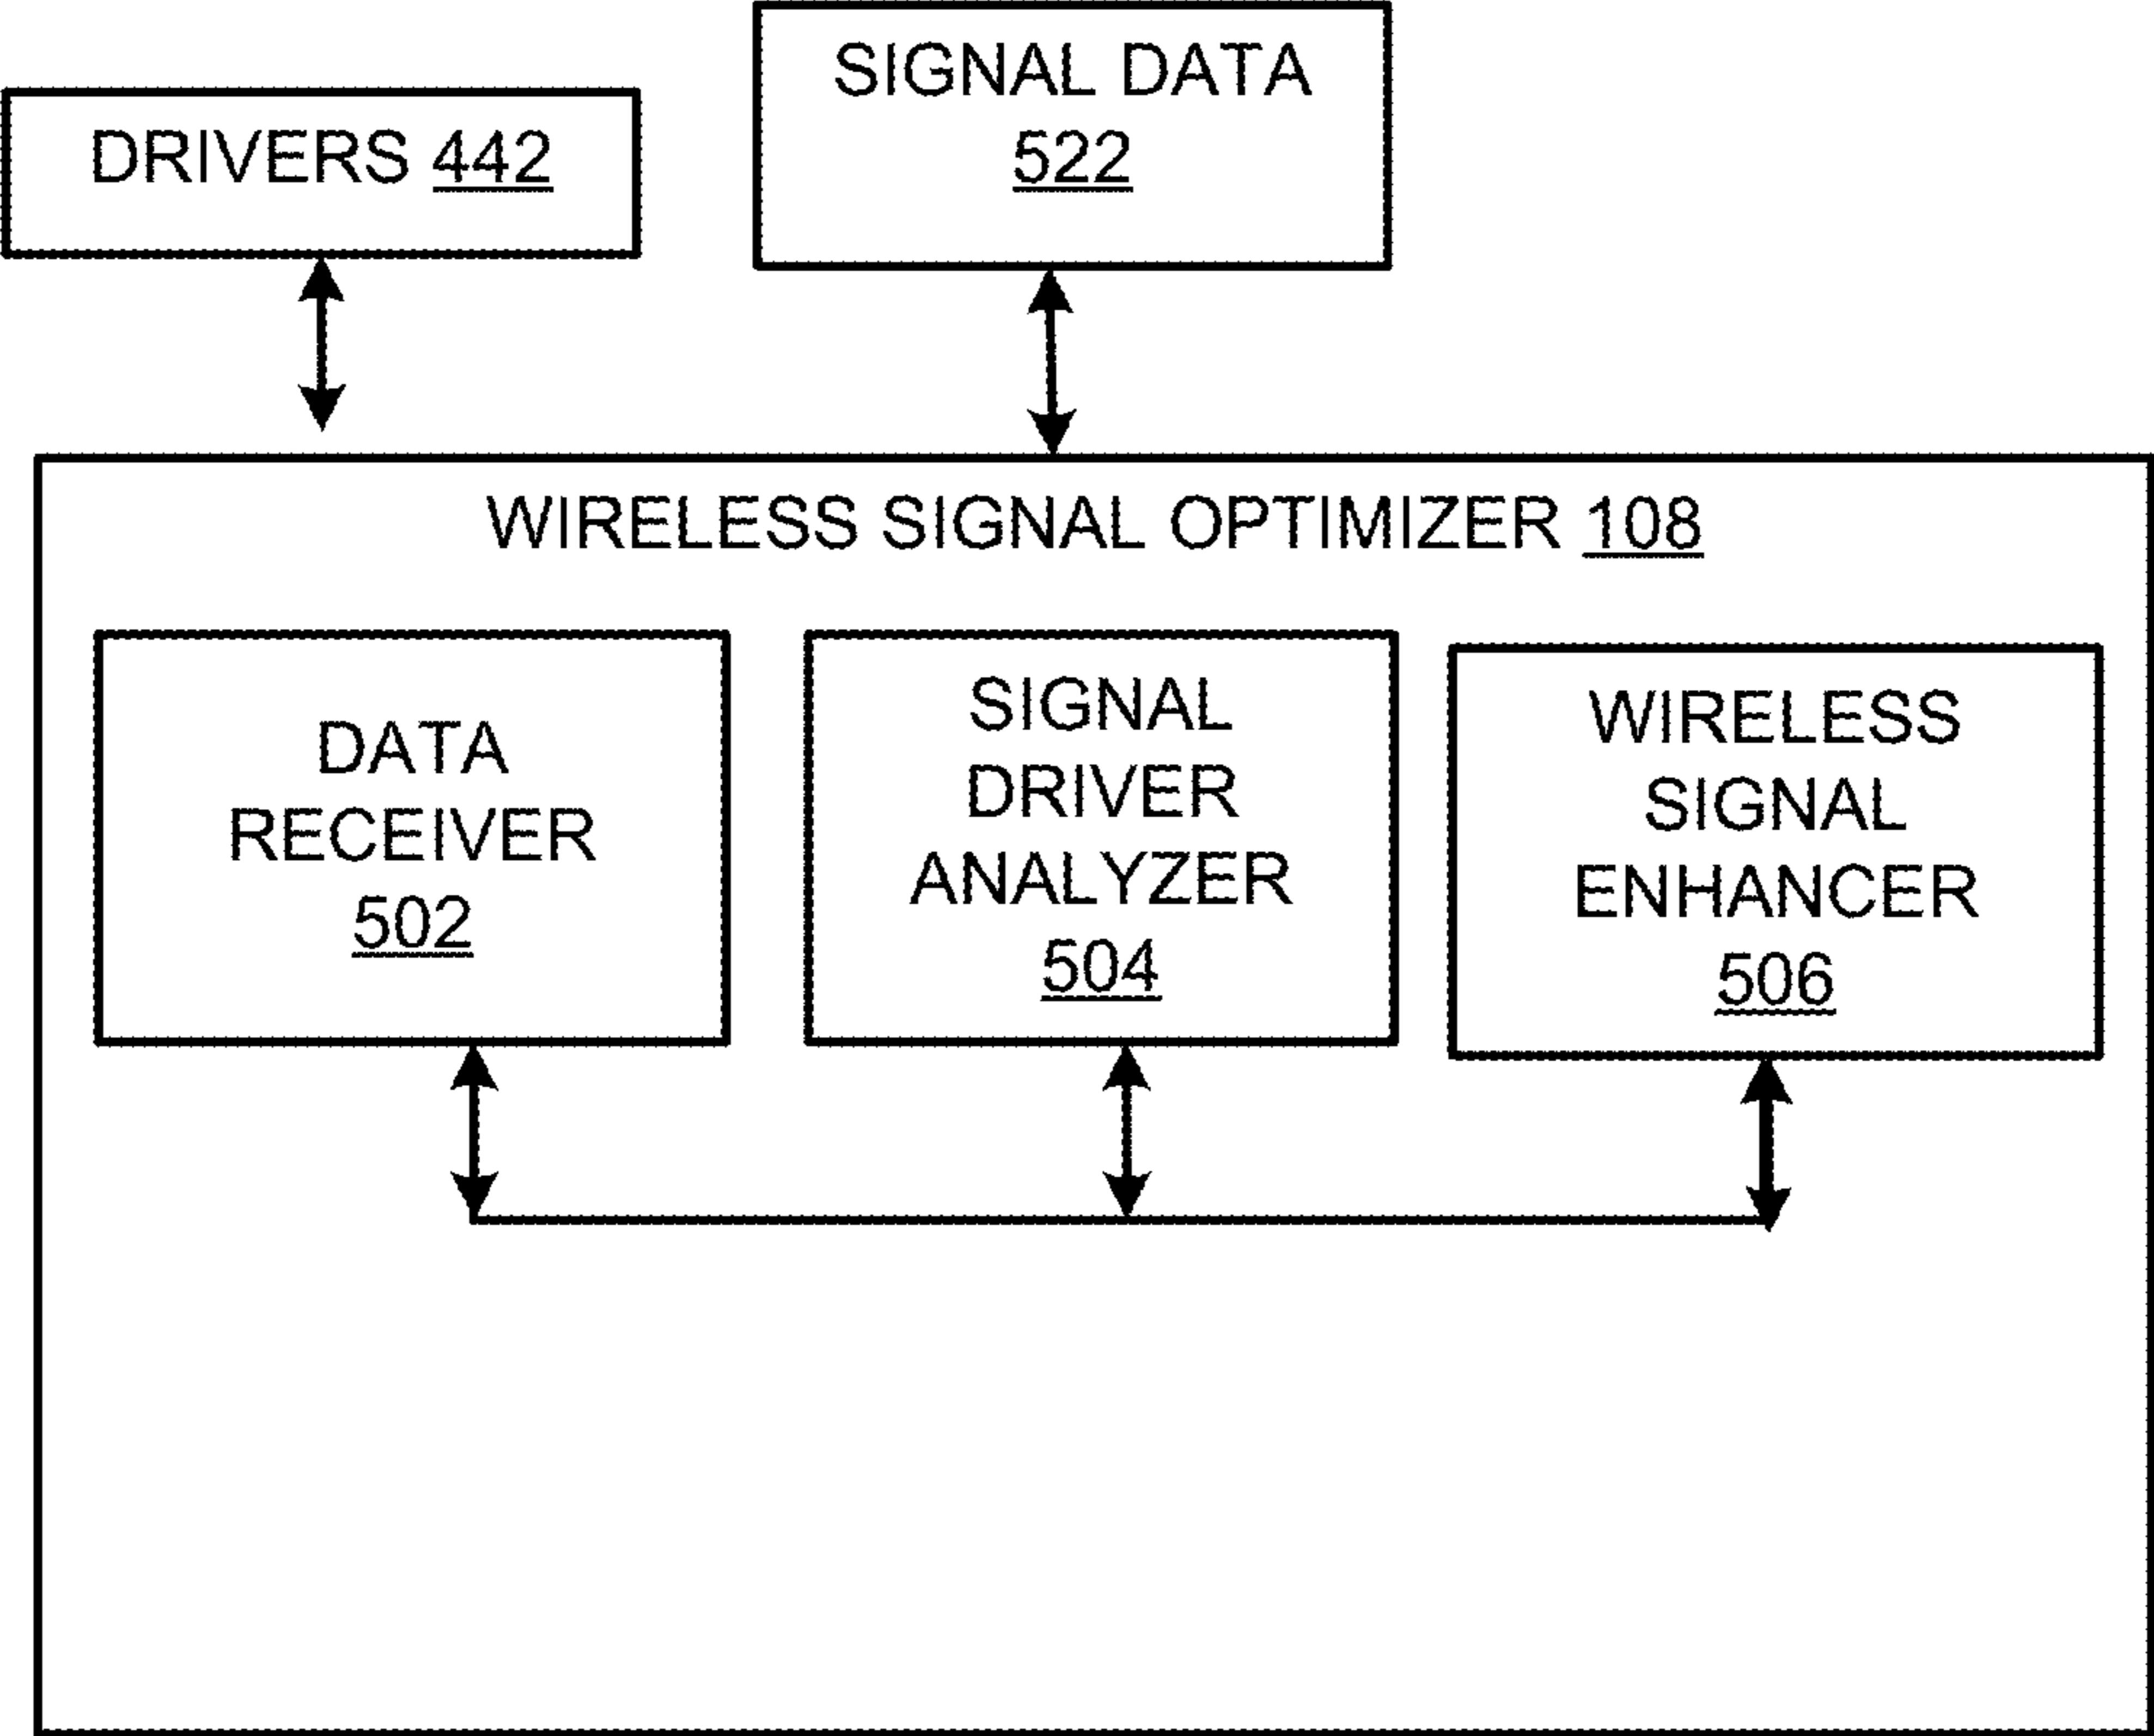 SIGNAL DATA
522
DRIVERS 442
WIRELESS SIGNAL OPTIMIZER 108
DATA
RECEIVER
502
SIGNAL
DRIVER
ANALYZER
504
WIRELESS
SIGNAL
ENHANCER
506